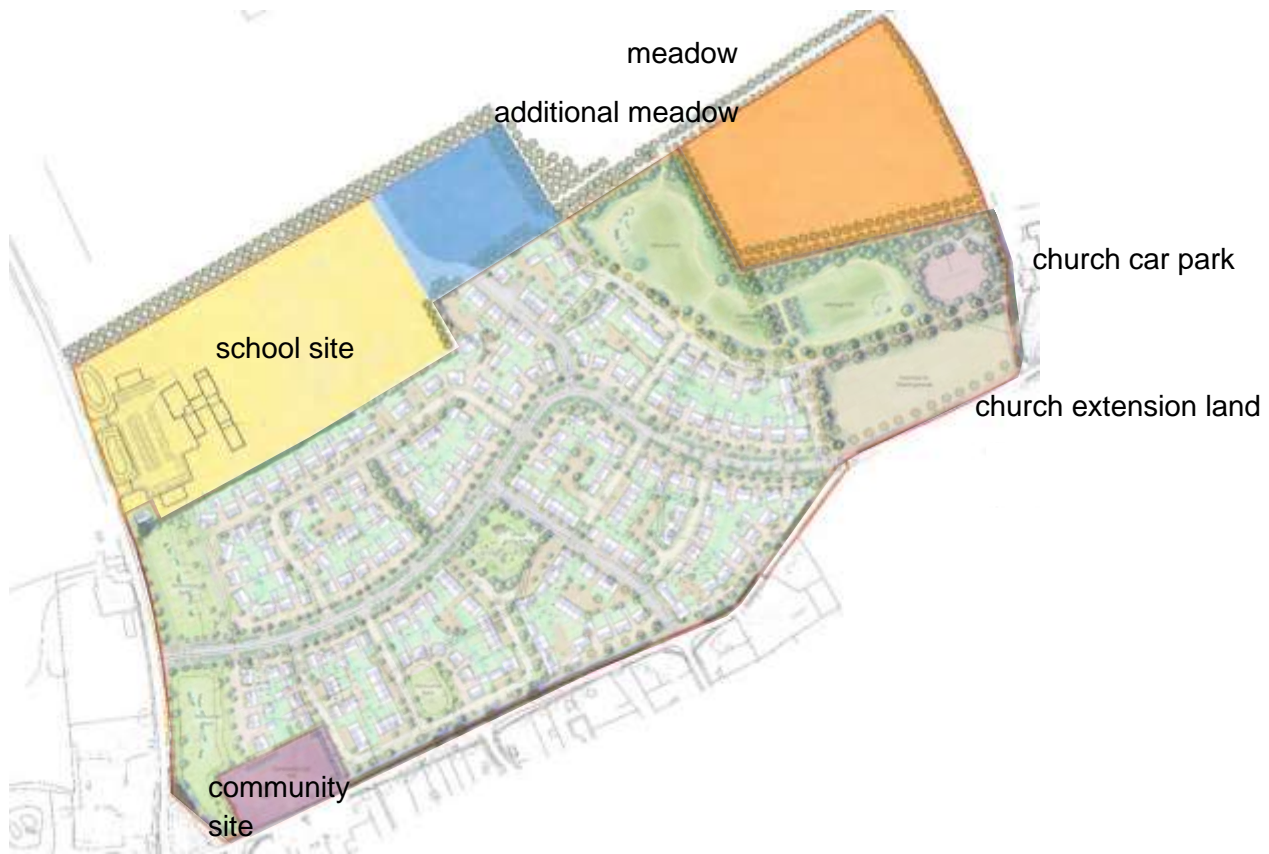 meadow
additional meadow
church car park
school site
church extension land
community
site